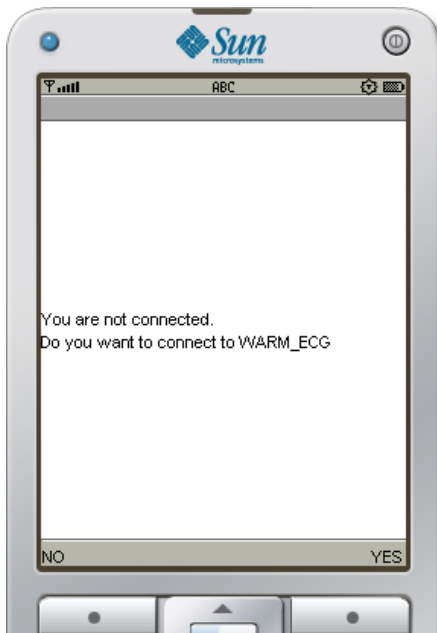 Sun
microsystems
ABC
You are not connected.
Do you want to connect to WARM_ECG
NO YES